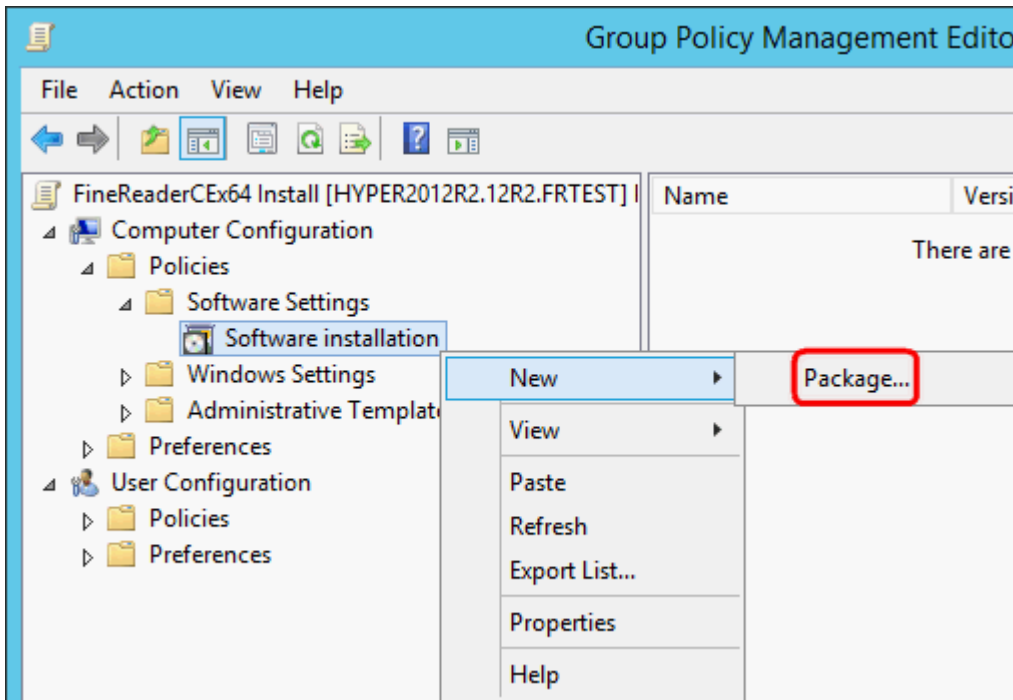 Group Policy Management Edito
File Action View Help
FineReaderCEx64 Install [HYPER2012R2.12R2.FRTEST]
Name Versi
Computer Configuration
There are
Policies
Software Settings
Software installation
Windows Settings
New Package...
Administrative Templat
View
Preferences
User Configuration
Paste
Policies
Refresh
Preferences
Export List...
Properties
Help